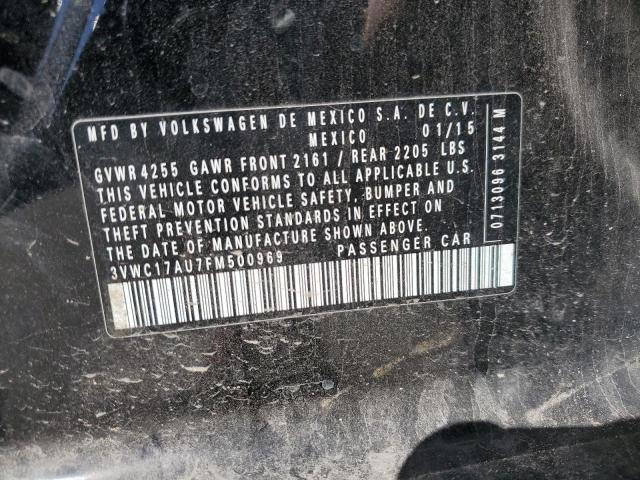 MFD BY VOLKSWAGEN DE MEXICO S.A. DE C.V.
MEXICO 01/15
GVWR 4255 GAWR FRONT 2161 / REAR 2205 LBS
THIS VEHICLE CONFORMS TO ALL APPLICABLE U.S.
FEDERAL MOTOR VEHICLE SAFETY, BUMPER AND
THEFT PREVENTION STANDARDS IN EFFECT ON
THE DATE OF MANUFACTURE SHOWN ABOVE.
3VWC17AU7FM500969 PASSENGER CAR
0713096 3144 M